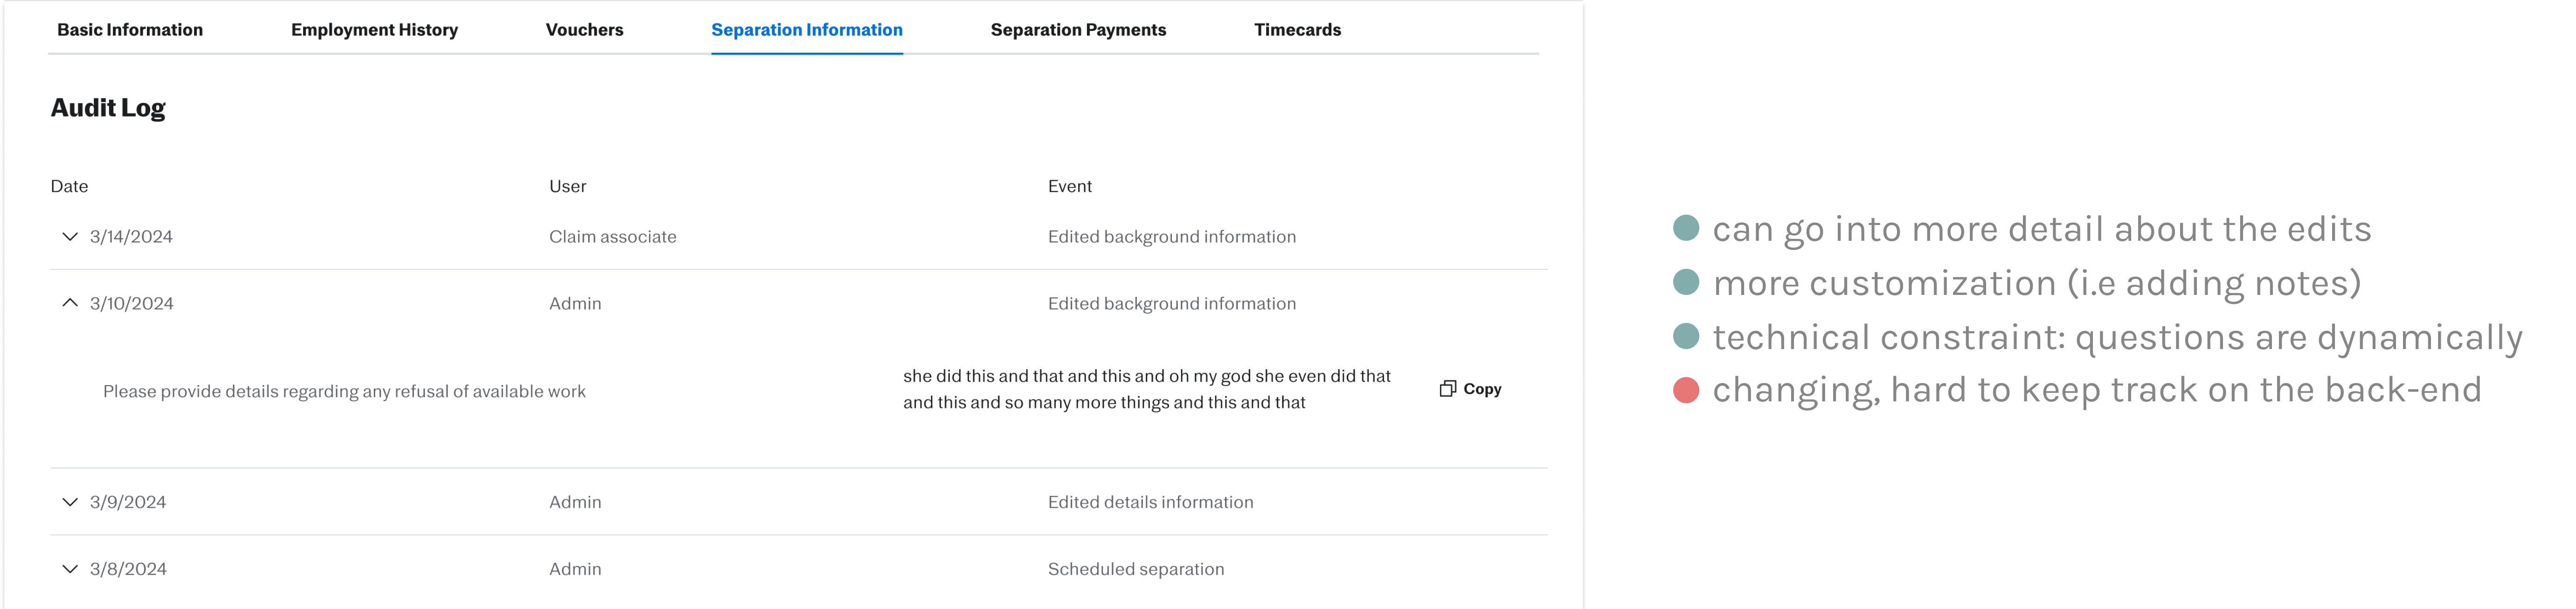 Basic Information Employment History Vouchers Separation Information Separation Payments Timecards
Audit Log
Date User Event
3/14/2024 Claim associate Edited background information
3/10/2024 Admin Edited background information
Please provide details regarding any refusal of available work
she did this and that and this and oh my god she even did that
and this and so many more things and this and that
Copy
3/9/2024 Admin Edited details information
3/8/2024 Admin Scheduled separation
can go into more detail about the edits
more customization (i.e adding notes)
technical constraint: questions are dynamically
changing, hard to keep track on the back-end